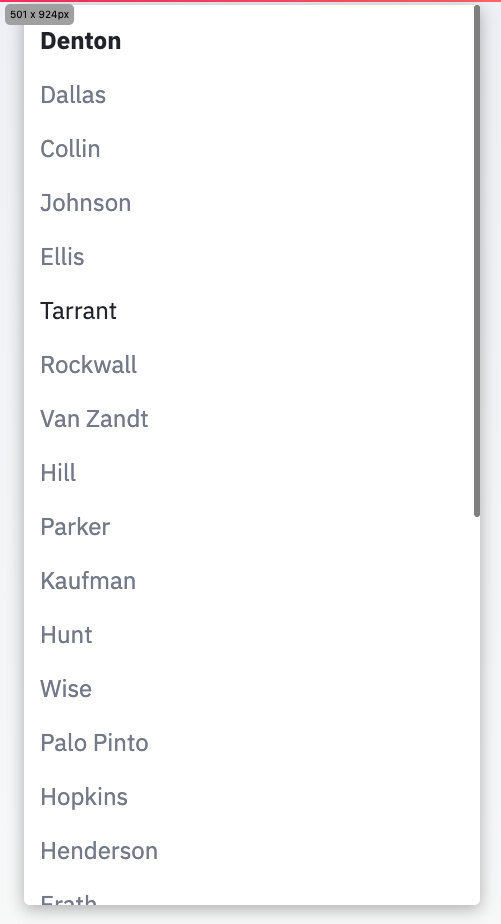 501 x 924px
Denton
Dallas
Collin
Johnson
Ellis
Tarrant
Rockwall
Van Zandt
Hill
Parker
Kaufman
Hunt
Wise
Palo Pinto
Hopkins
Henderson
Erath